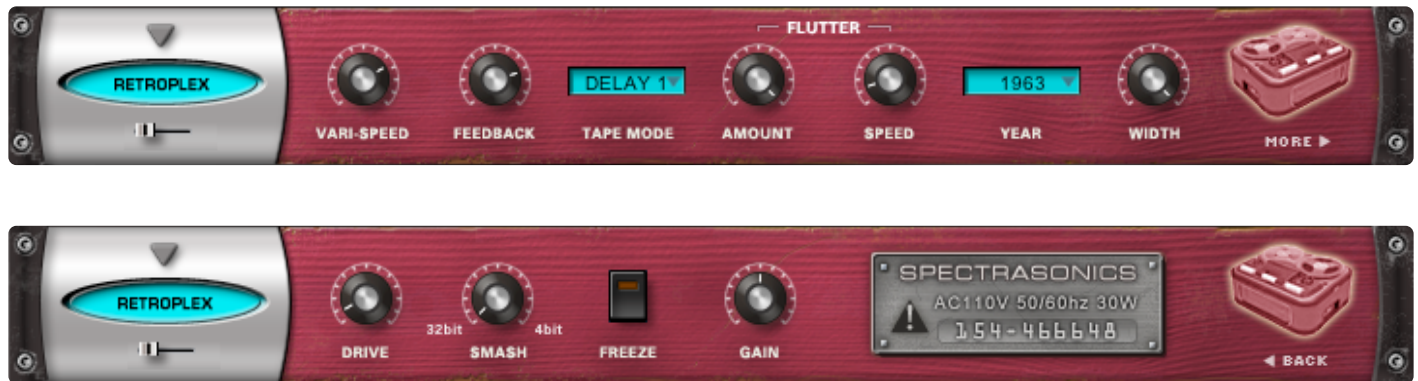 FLUTTER
RETROPLEX
DELAY 1
1963
VARI-SPEED
FEEDBACK
TAPE MODE
AMOUNT
SPEED
YEAR
WIDTH
MORE
RETROPLEX
SPECTRASONICS
AC110V 50/60hz 30W
154-466648
32bit
4bit
DRIVE
SMASH
FREEZE
GAIN
BACK